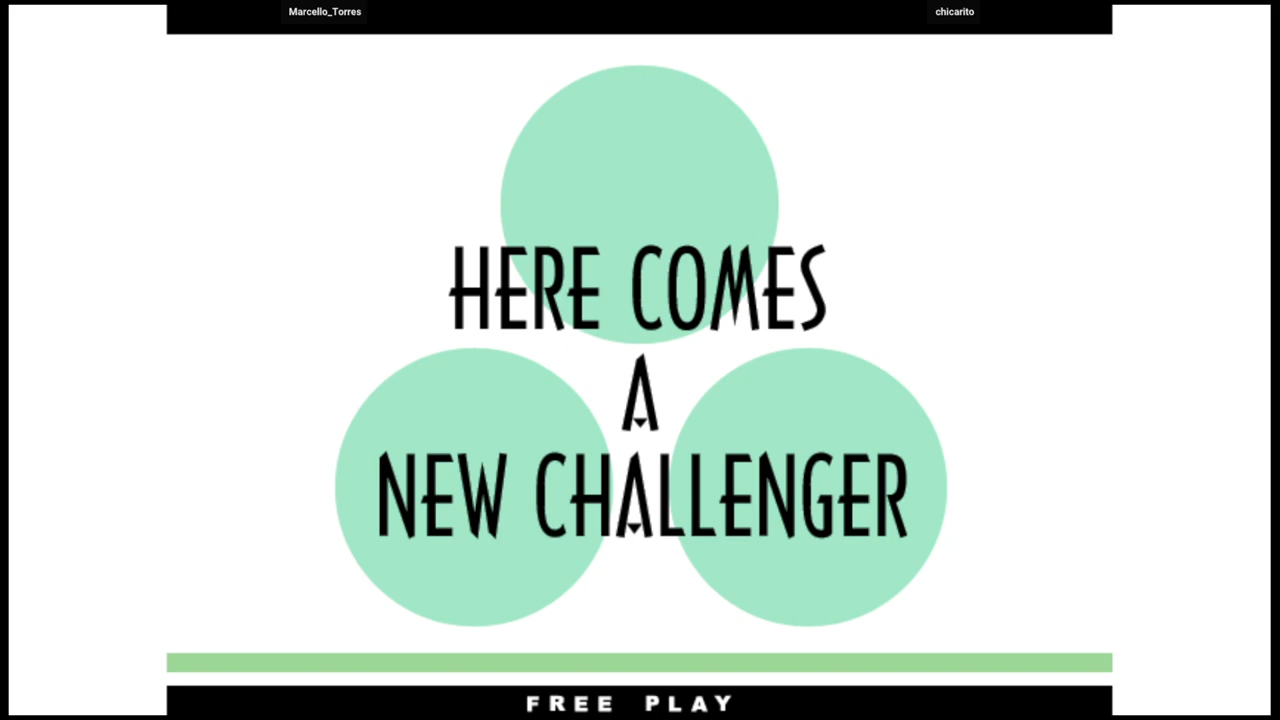 Marcello_Torres chicarito
HERE COMES
A
NEW CHALLENGER
FREE PLAY